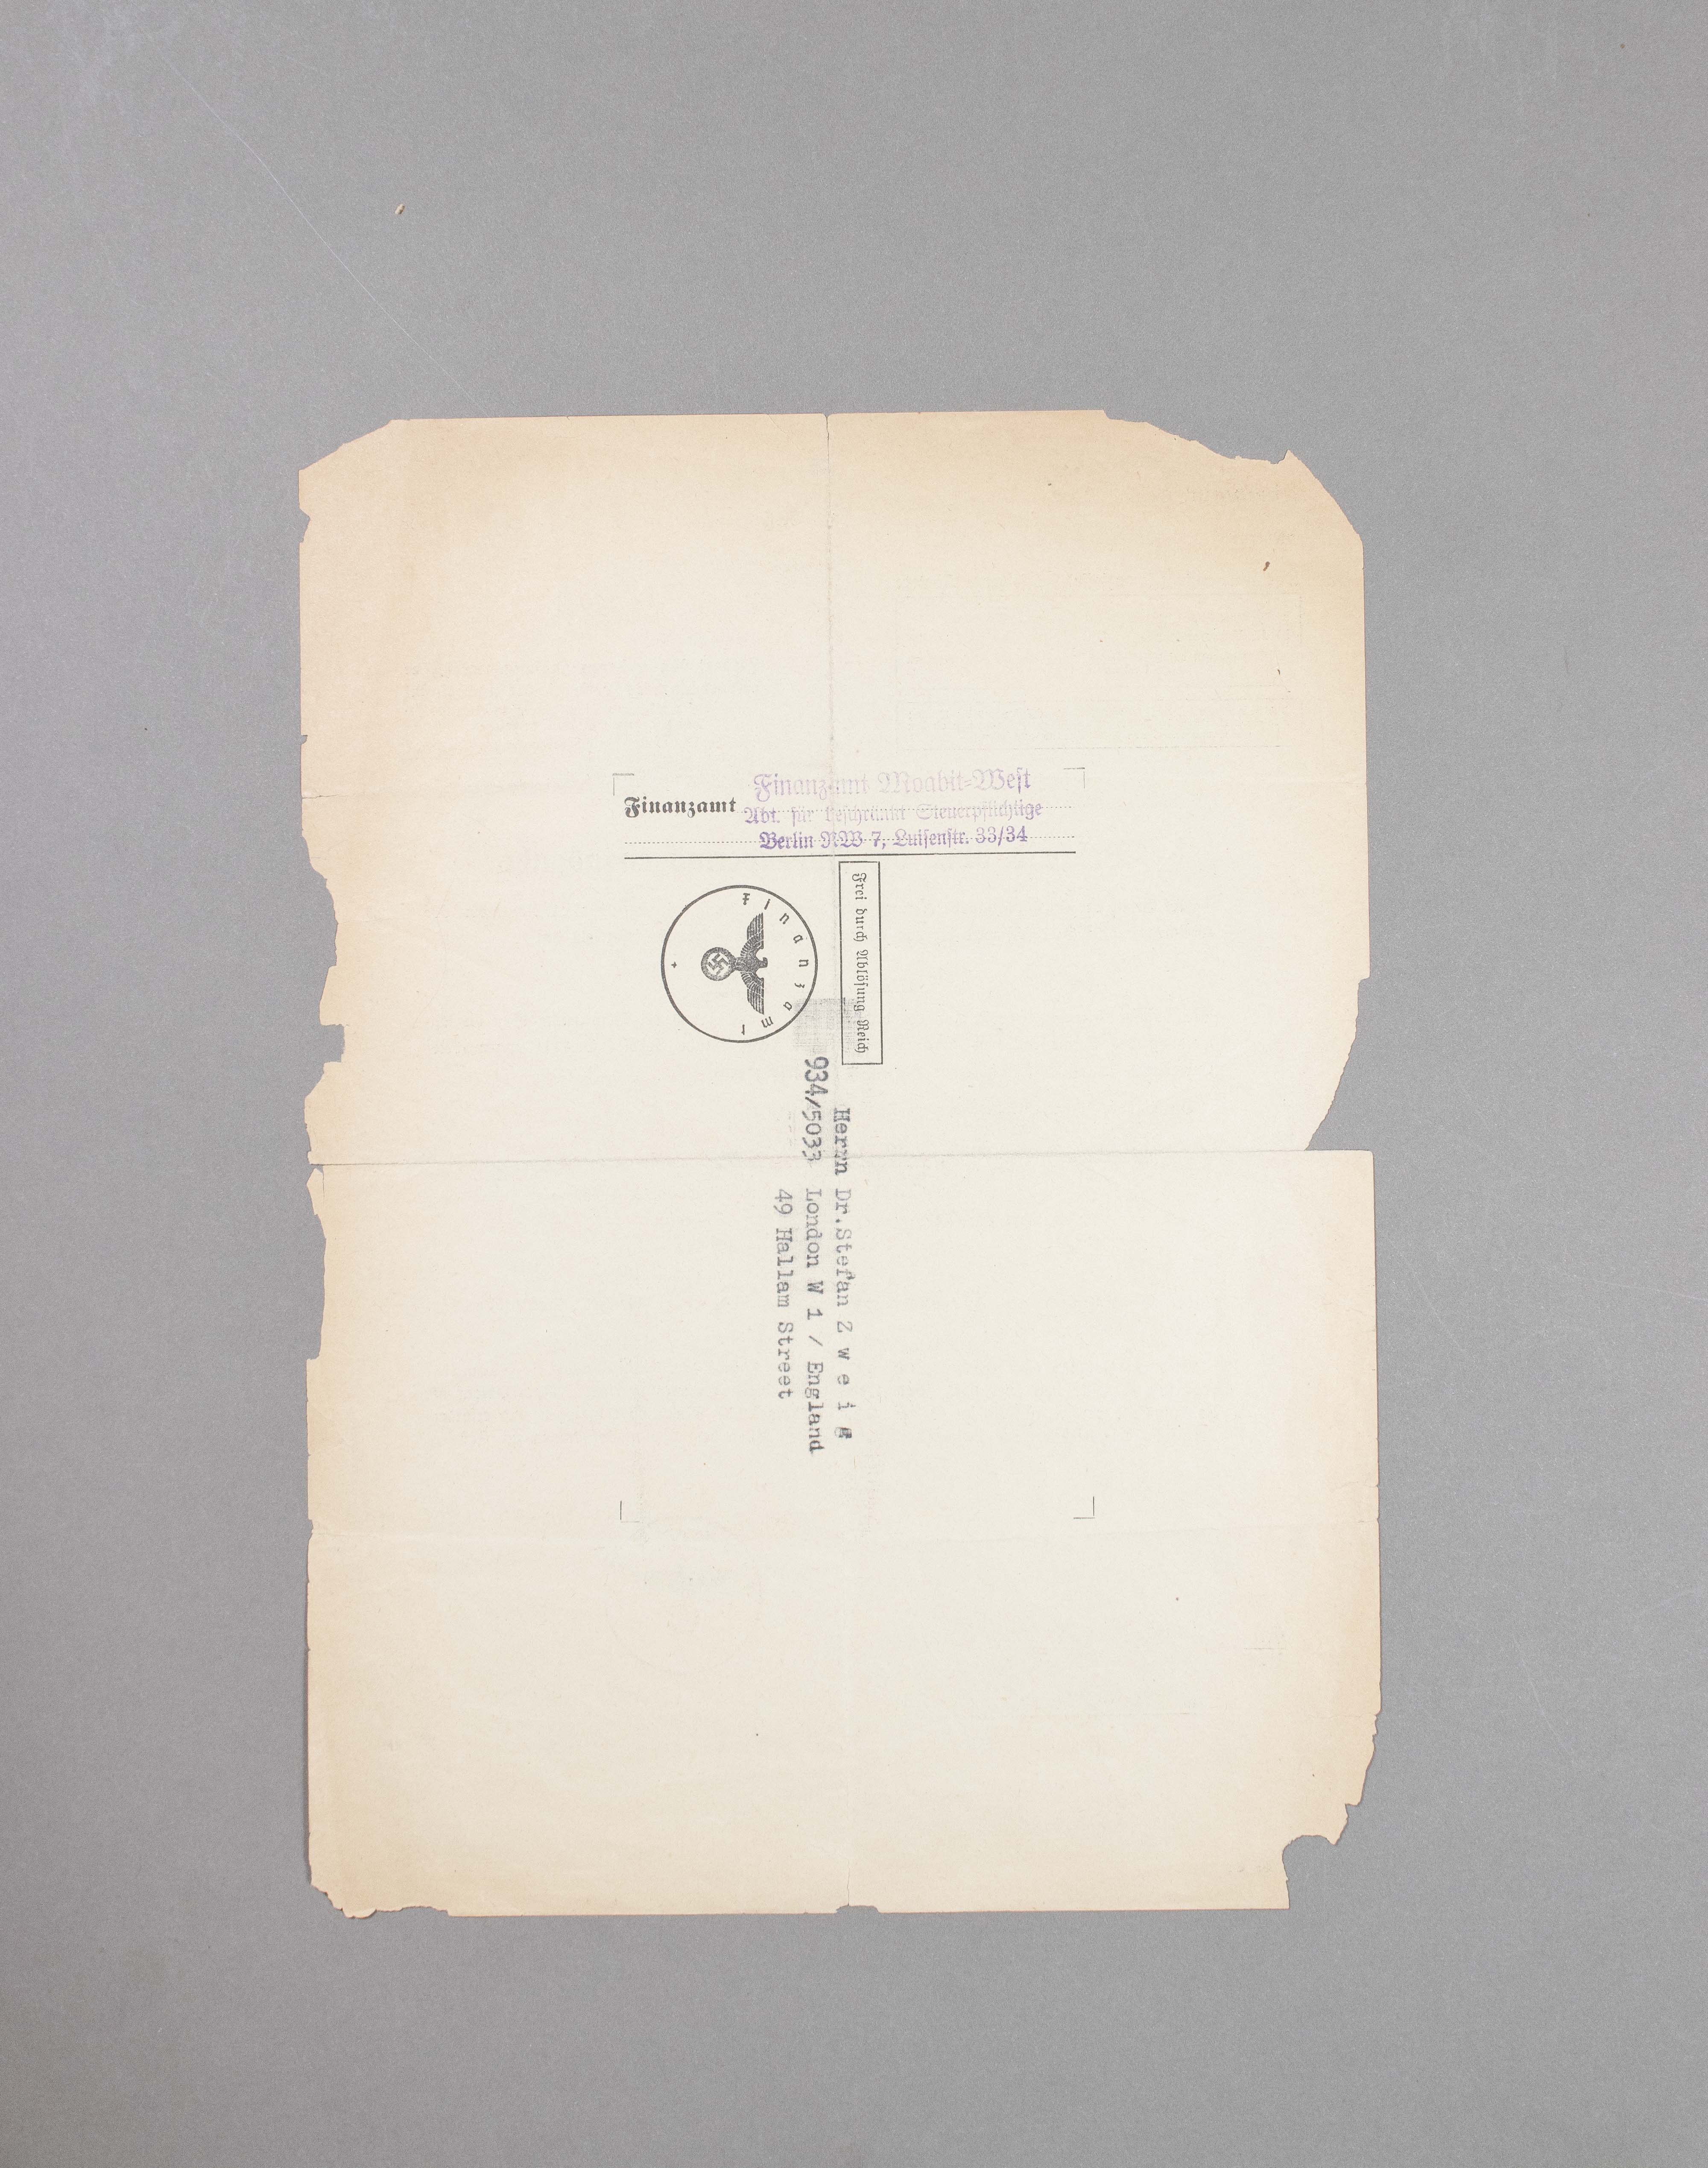 Finanzamt Moabit-West
Finanzamt
Abt. für beschränkt Steuerpflichtige
Berlin NW 7, Luisenstr. 33/34
Frei durch Ablösung Reich
Finanzamt
Herrn Dr.Stefan Z w e i g
934/5033 London W 1 / England
49 Hallam Street